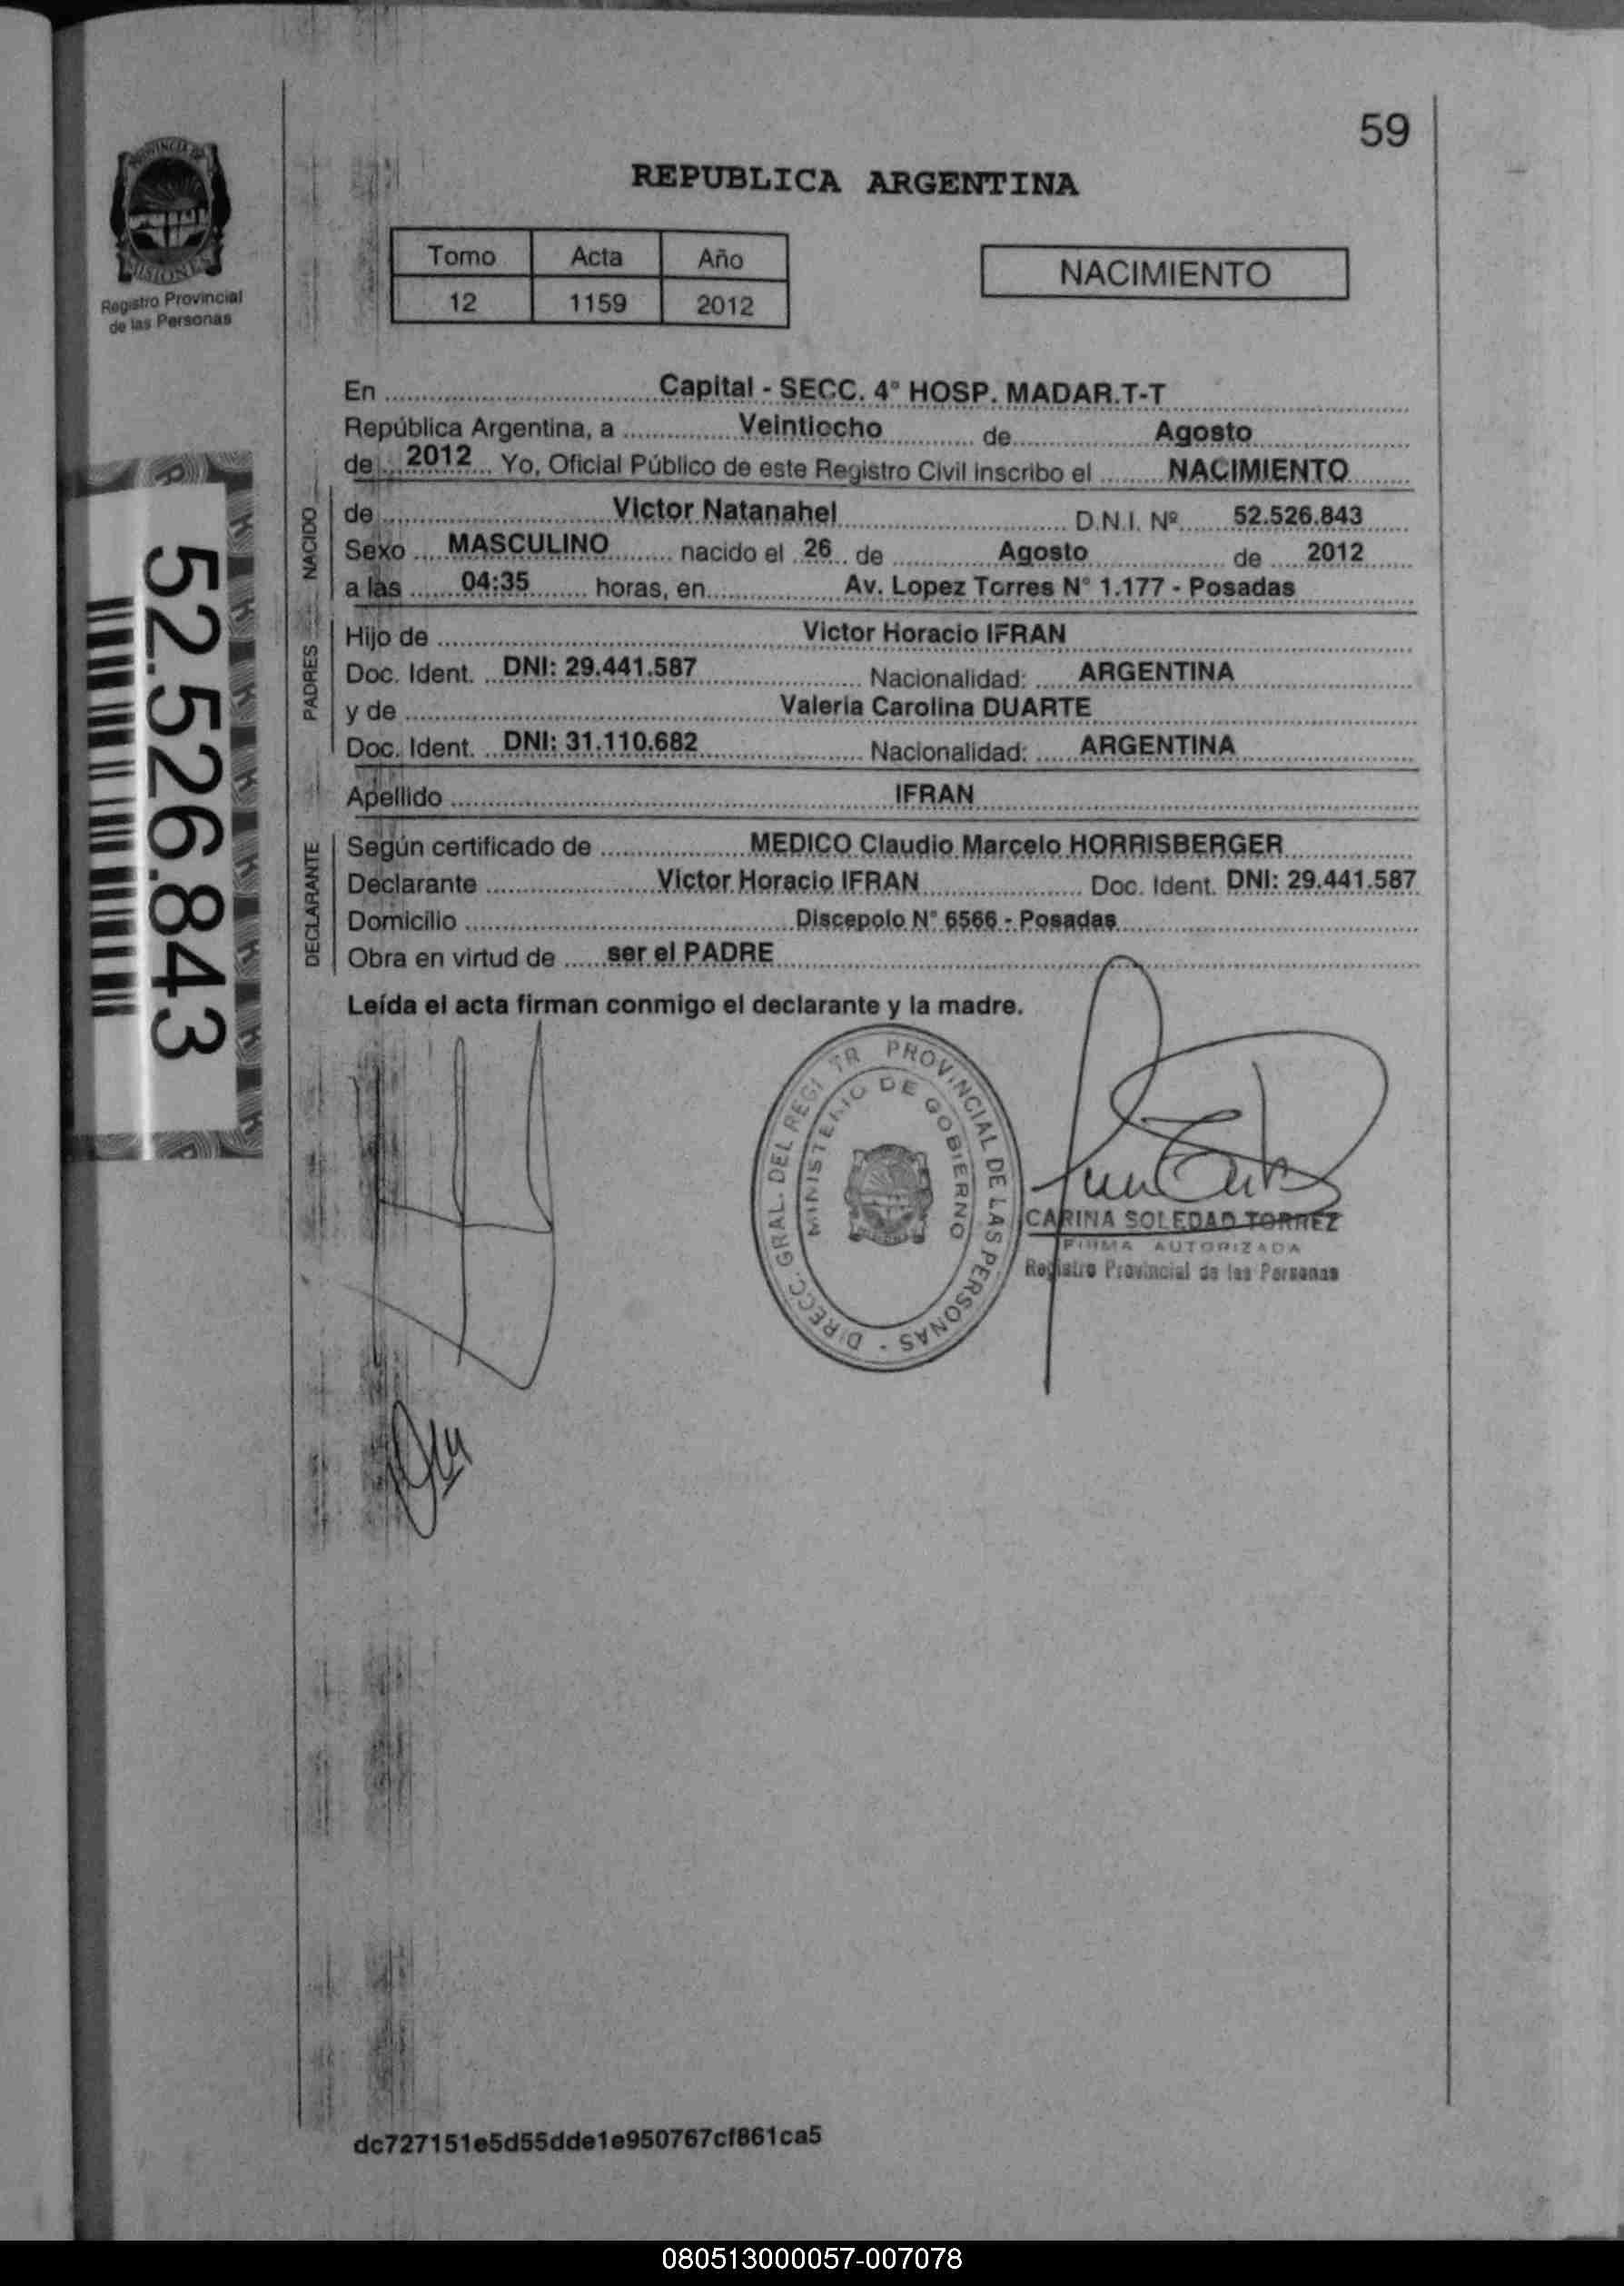 59
PROVINCIA DE
MISIONES
Registro Provincial
de las Personas
REPUBLICA ARGENTINA
Tomo Acta Año
12 1159 2012
NACIMIENTO
En Capital - SECC. 4° HOSP. MADAR.T-T
República Argentina, a Veintiocho de Agosto
de 2012 Yo, Oficial Público de este Registro Civil inscribo el NACIMIENTO
NACIDO
de Victor Natanahel D.N.I. Nº 52.526.843
Sexo MASCULINO nacido el 26 de Agosto de 2012
a las 04:35 horas, en Av. Lopez Torres N° 1.177 - Posadas
PADRES
Hijo de Victor Horacio IFRAN
Doc. Ident. DNI: 29.441.587 Nacionalidad: ARGENTINA
y de Valeria Carolina DUARTE
Doc. Ident. DNI: 31.110.682 Nacionalidad: ARGENTINA
Apellido IFRAN
DECLARANTE
Según certificado de MEDICO Claudio Marcelo HORRISBERGER
Declarante Victor Horacio IFRAN Doc. Ident. DNI: 29.441.587
Domicilio Discepolo N° 6566 - Posadas
Obra en virtud de ser el PADRE
Leída el acta firman conmigo el declarante y la madre.
52.526.843
DIRECC. GRAL. DEL REGI TR PROVINCIAL DE LAS PERSONAS -
MINISTERIO DE GOBIERNO
CARINA SOLEDAD TORREZ
FIRMA AUTORIZADA
Registro Provincial de las Personas
dc727151e5d55dde1e950767cf861ca5
080513000057-007078